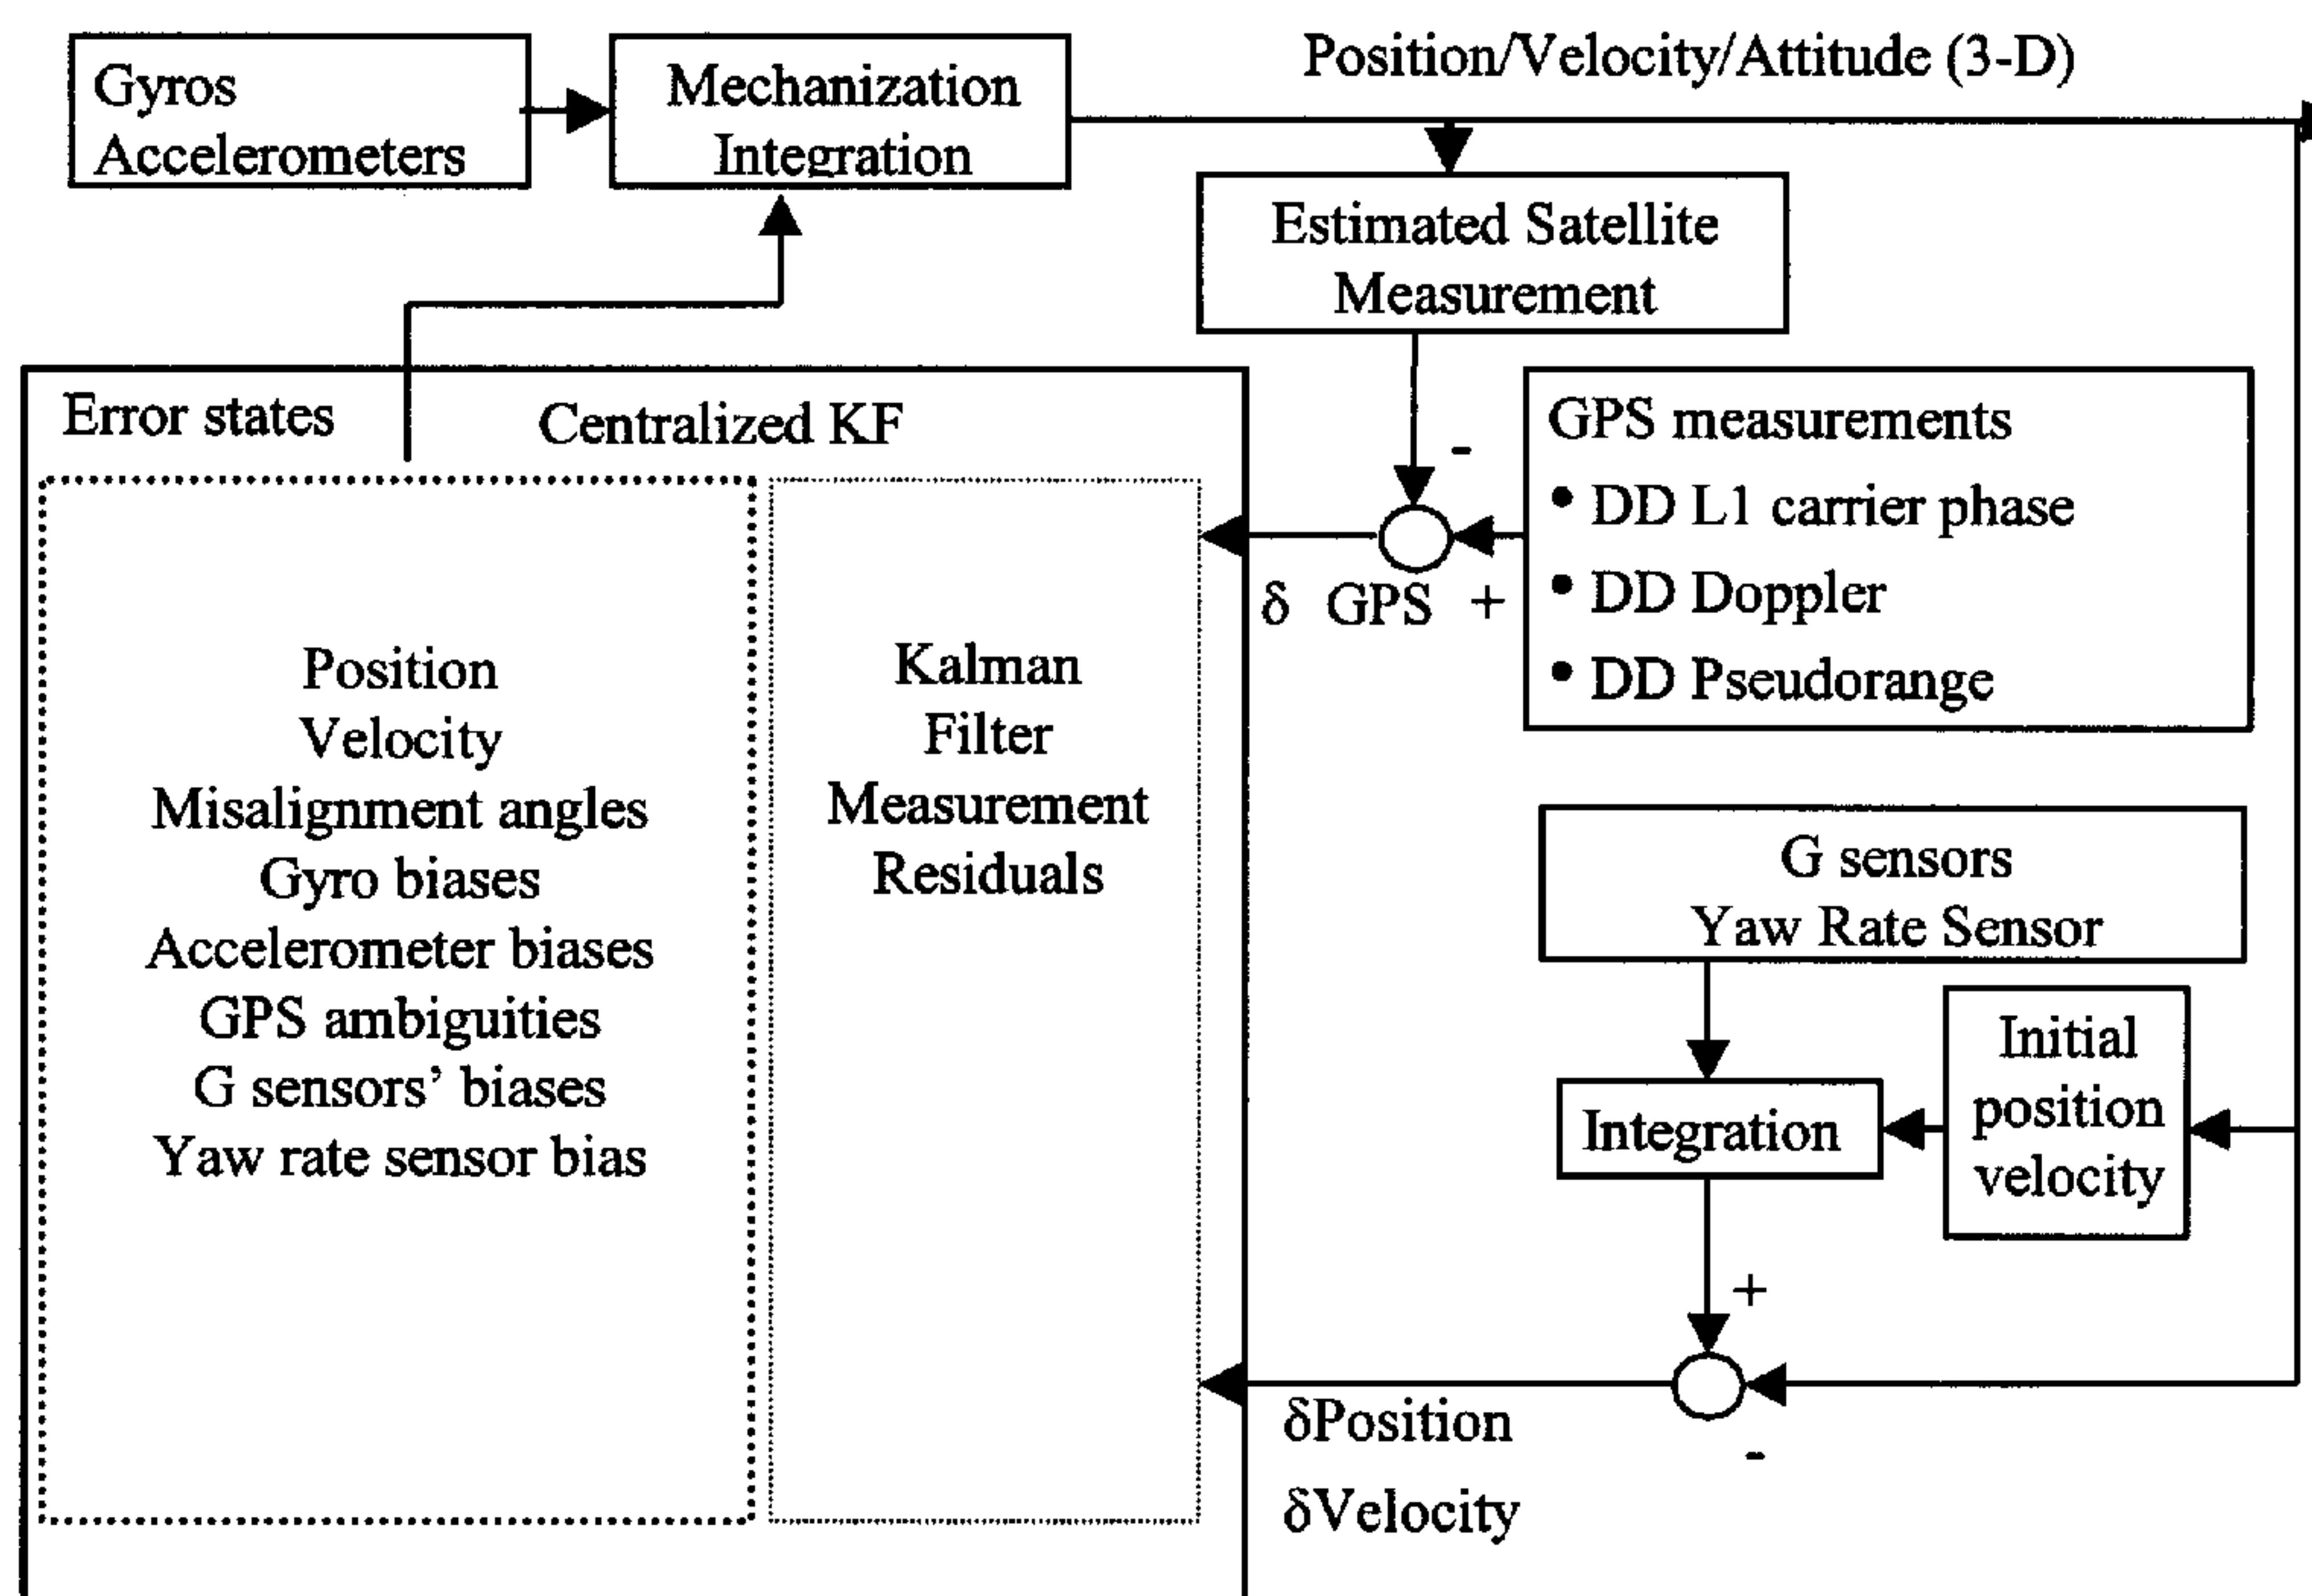 Gyros
Accelerometers
Mechanization
Integration
Position/Velocity/Attitude (3-D)
Estimated Satellite
Measurement
-
Error states
Centralized KF
Position
Velocity
Misalignment angles
Gyro biases
Accelerometer biases
GPS ambiguities
G sensors’ biases
Yaw rate sensor bias
Kalman
Filter
Measurement
Residuals
δ GPS +
GPS measurements
• DD L1 carrier phase
• DD Doppler
• DD Pseudorange
G sensors
Yaw Rate Sensor
Integration
Initial
position
velocity
+
-
δPosition
δVelocity